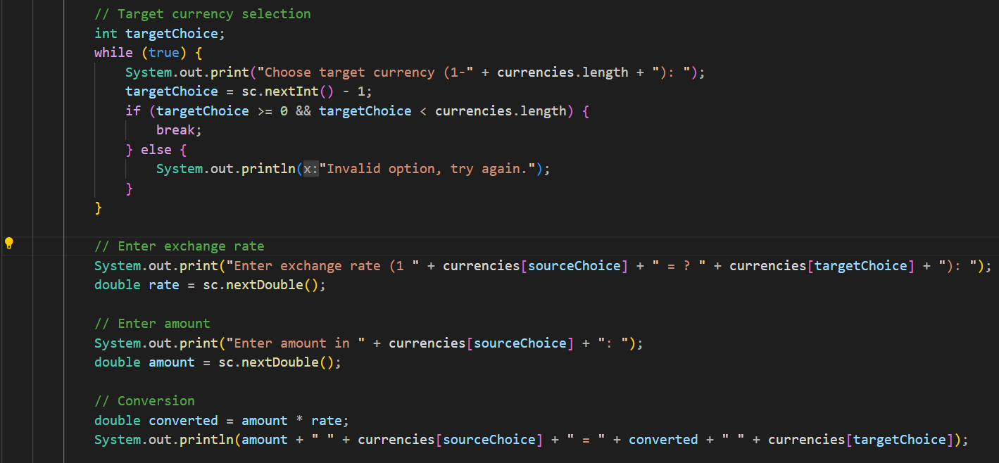 // Target currency selection
int targetChoice;
while (true) {
System.out.print("Choose target currency (1-" + currencies.length + "): ");
targetChoice = sc.nextInt() - 1;
if (targetChoice >= 0 && targetChoice < currencies.length) {
break;
} else {
System.out.println(x:"Invalid option, try again.");
}
}
// Enter exchange rate
System.out.print("Enter exchange rate (1 " + currencies[sourceChoice] + " = ? " + currencies[targetChoice] + "): ");
double rate = sc.nextDouble();
// Enter amount
System.out.print("Enter amount in " + currencies[sourceChoice] + ": ");
double amount = sc.nextDouble();
// Conversion
double converted = amount * rate;
System.out.println(amount + " " + currencies[sourceChoice] + " = " + converted + " " + currencies[targetChoice]);